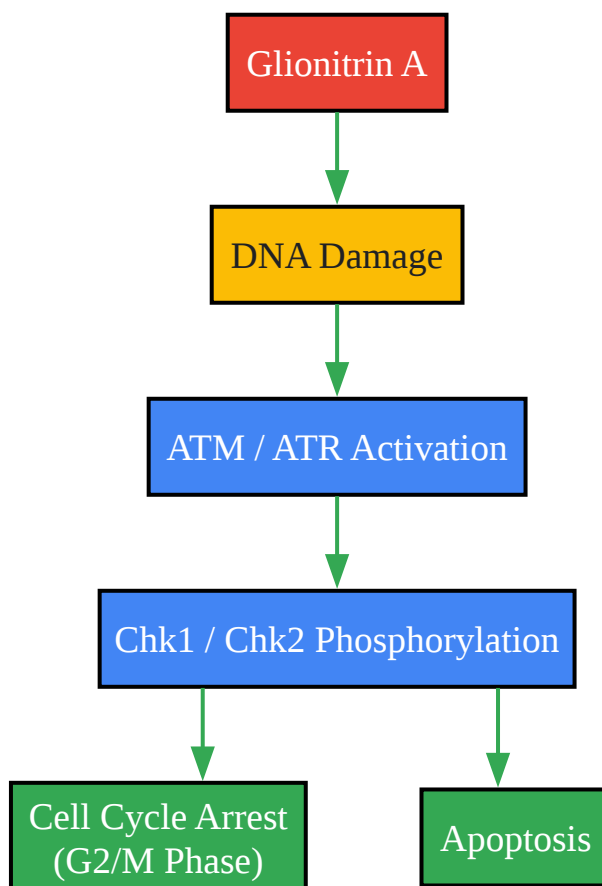 Glionitrin A
DNA Damage
ATM / ATR Activation
Chk1 / Chk2 Phosphorylation
Cell Cycle Arrest
(G2/M Phase)
Apoptosis